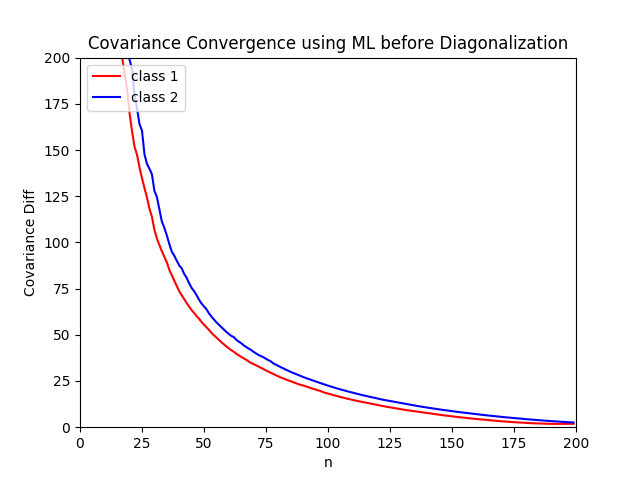 Covariance Convergence using ML before Diagonalization
200
175
150
125
100
75
50
25
0
Covariance Diff
class 1
class 2
0 25 50 75 100 125 150 175 200
n